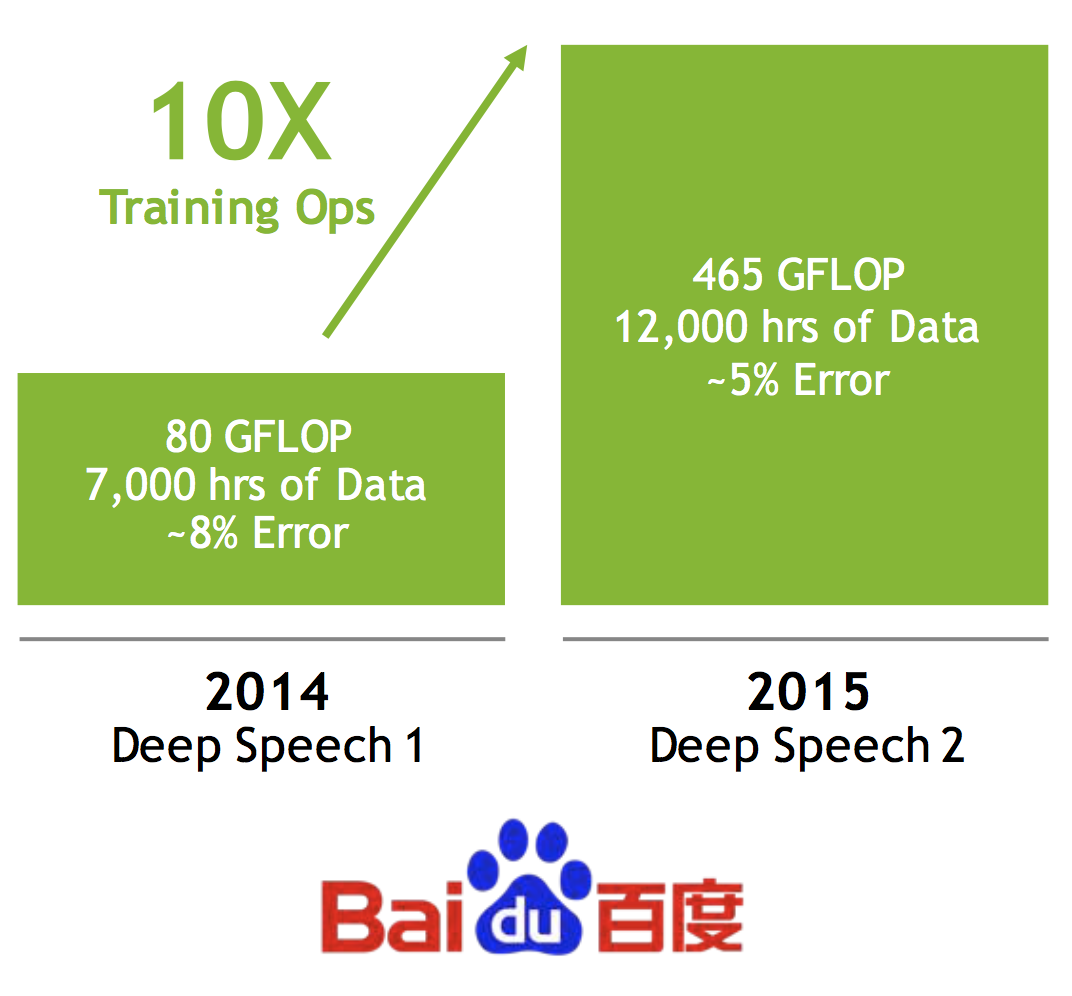 10X
Training Ops
465 GFLOP
12,000 hrs of Data
~5% Error
80 GFLOP
7,000 hrs of Data
~8% Error
2014
Deep Speech 1
2015
Deep Speech 2
Baidu百度